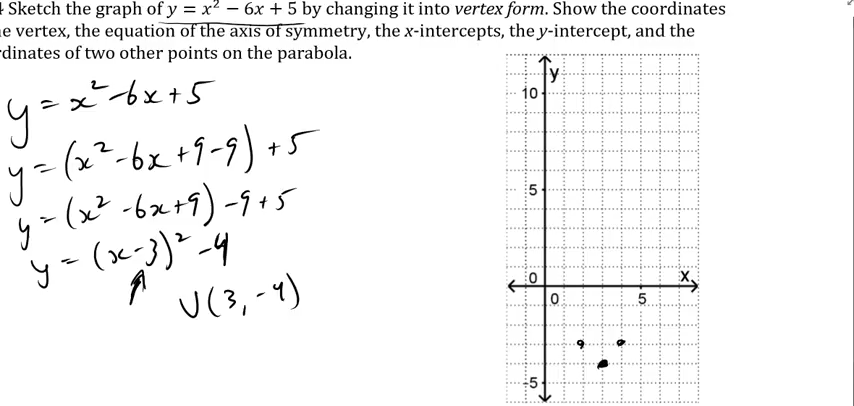 4 Sketch the graph of y = x² − 6x + 5 by changing it into vertex form. Show the coordinates
he vertex, the equation of the axis of symmetry, the x-intercepts, the y-intercept, and the
rdinates of two other points on the parabola.
y = x² - 6x + 5
y = (x² - 6x + 9 - 9) + 5
y = (x² - 6x + 9) - 9 + 5
y = (x - 3)² - 4
V(3, -4)
y
10
5
0
x
0
5
-5